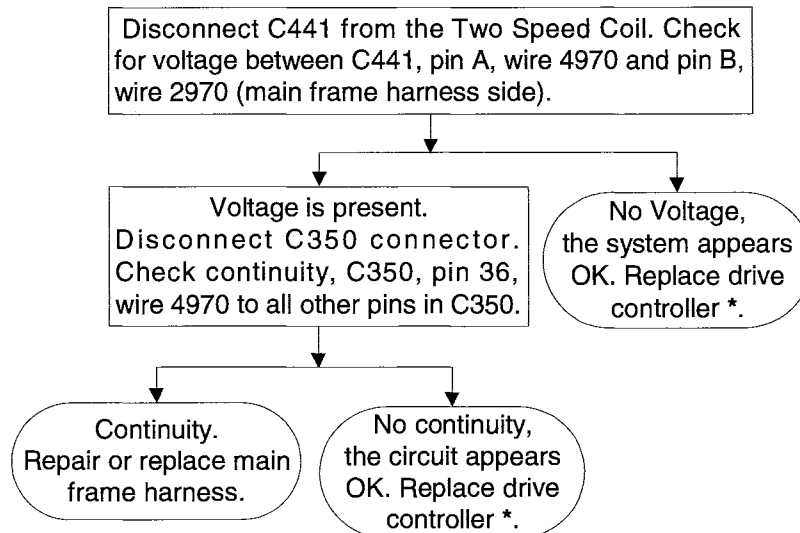 Disconnect C441 from the Two Speed Coil. Check
for voltage between C441, pin A, wire 4970 and pin B,
wire 2970 (main frame harness side).
Voltage is present.
Disconnect C350 connector.
Check continuity, C350, pin 36,
wire 4970 to all other pins in C350.
No Voltage,
the system appears
OK. Replace drive
controller *.
Continuity.
Repair or replace main
frame harness.
No continuity,
the circuit appears
OK. Replace drive
controller *.